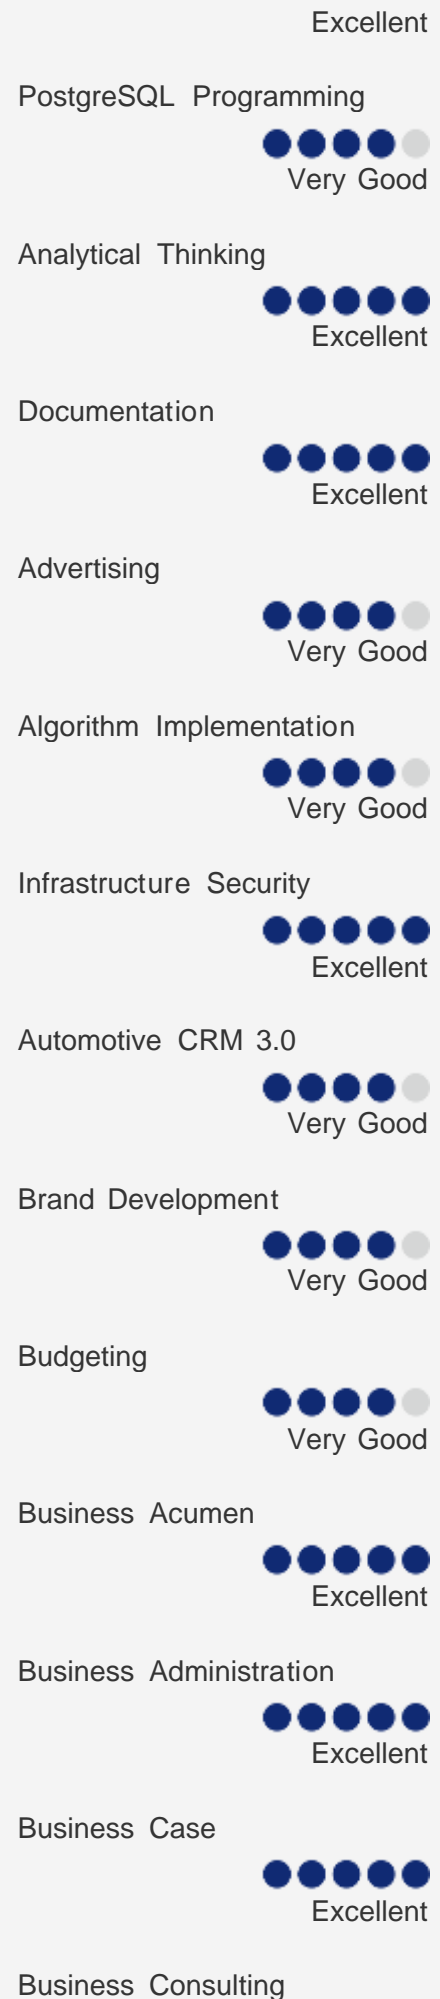 Excellent
PostgreSQL Programming
Very Good
Analytical Thinking
Excellent
Documentation
Excellent
Advertising
Very Good
Algorithm Implementation
Very Good
Infrastructure Security
Excellent
Automotive CRM 3.0
Very Good
Brand Development
Very Good
Budgeting
Very Good
Business Acumen
Excellent
Business Administration
Excellent
Business Case
Excellent
Business Consulting